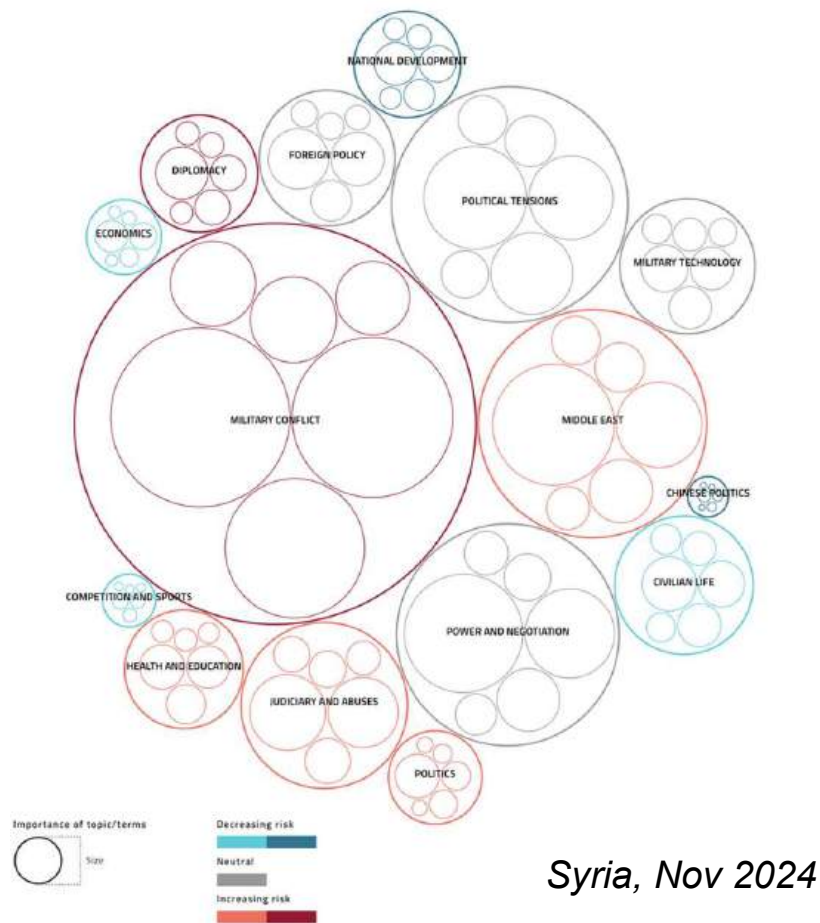 NATIONAL DEVELOPMENT
FOREIGN POLICY
DIPLOMACY
POLITICAL TENSIONS
ECONOMICS
MILITARY TECHNOLOGY
MILITARY CONFLICT
MIDDLE EAST
CHINESE POLITICS
CIVILIAN LIFE
COMPETITION AND SPORTS
POWER AND NEGOTIATION
HEALTH AND EDUCATION
JUDICIARY AND ABUSES
POLITICS
Importance of topic/terms
Size
Decreasing risk
Neutral
Increasing risk
Syria, Nov 2024